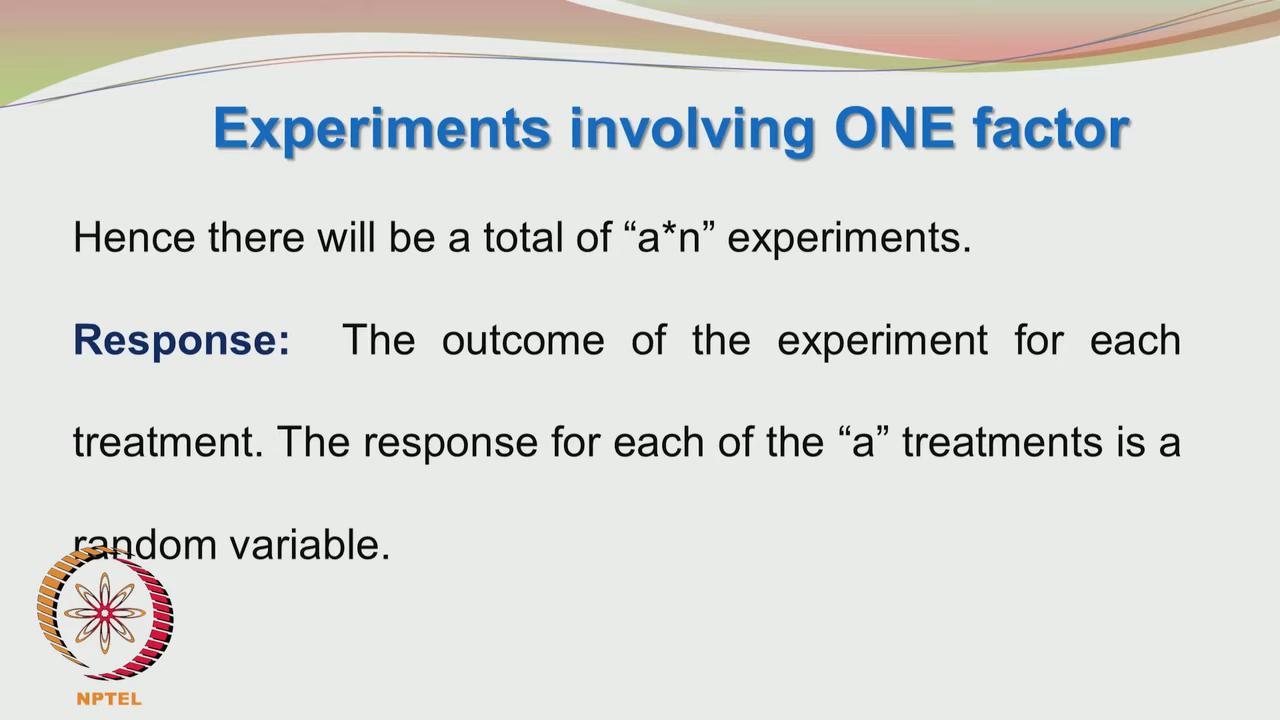 Experiments involving ONE factor
Hence there will be a total of “a*n” experiments.
Response: The outcome of the experiment for each
treatment. The response for each of the “a” treatments is a
random variable.
NPTEL